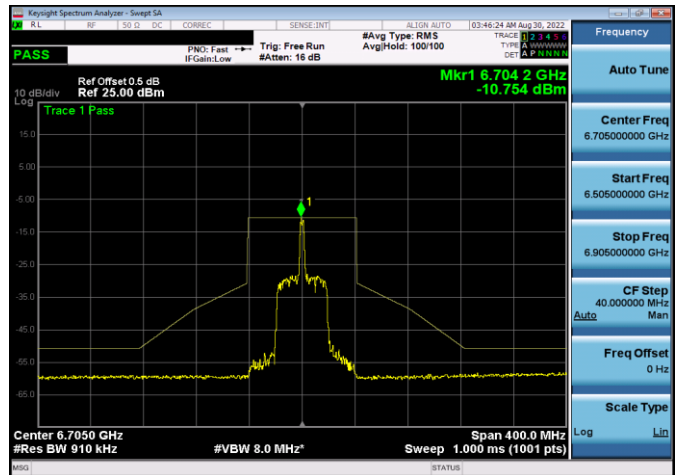 Keysight Spectrum Analyzer - Swept SA
RL RF 50 Ω DC CORREC SENSE:INT ALIGN AUTO 03:46:24 AM Aug 30, 2022
PASS
PNO: Fast
IFGain:Low
Trig: Free Run
#Atten: 16 dB
#Avg Type: RMS
Avg|Hold: 100/100
TRACE 1 2 3 4 5 6
TYPE A WWWWW
DET A P N N N N
Mkr1 6.704 2 GHz
-10.754 dBm
Ref Offset 0.5 dB
10 dB/div Ref 25.00 dBm
Log
Trace 1 Pass
15.0
5.00
-5.00
1
-15.0
-25.0
-35.0
-45.0
-55.0
-65.0
Center 6.7050 GHz
#Res BW 910 kHz
#VBW 8.0 MHz*
Span 400.0 MHz
Sweep 1.000 ms (1001 pts)
MSG
STATUS
Frequency
Auto Tune
Center Freq
6.705000000 GHz
Start Freq
6.505000000 GHz
Stop Freq
6.905000000 GHz
CF Step
40.000000 MHz
Auto Man
Freq Offset
0 Hz
Scale Type
Log Lin